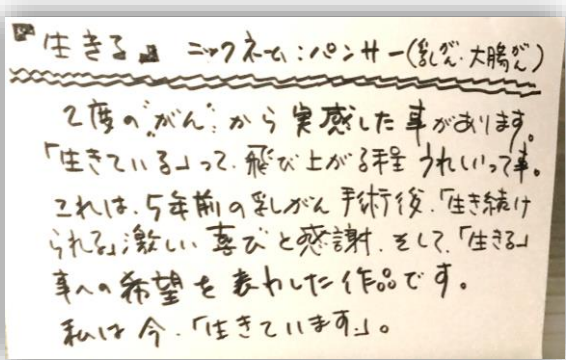 『生きる』 ニックネーム:パンサー(乳がん・大腸がん)
2度の"がん"から実感した事があります。
「生きている」って、飛び上がる程うれしいって事。
これは、5年前の乳がん手術後、「生き続け
られる」激しい喜びと感謝、そして、「生きる」
事への希望を表わした作品です。
私は今、「生きています」。